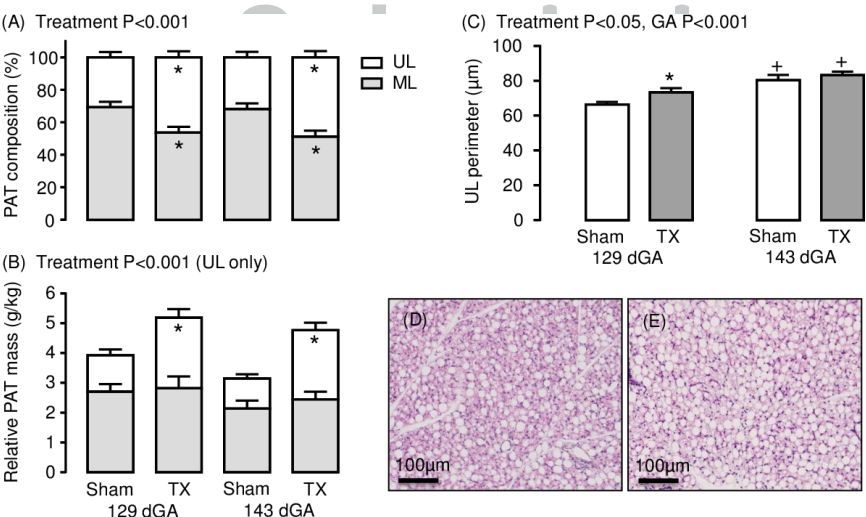 (A) Treatment P<0.001
PAT composition (%)
100
80
60
40
20
0
* *
* *
UL
ML
(B) Treatment P<0.001 (UL only)
Relative PAT mass (g/kg)
6
5
4
3
2
1
0
* *
Sham TX Sham TX
129 dGA 143 dGA
(C) Treatment P<0.05, GA P<0.001
UL perimeter (µm)
100
80
60
40
20
0
* + +
Sham TX Sham TX
129 dGA 143 dGA
(D)
100µm
(E)
100µm